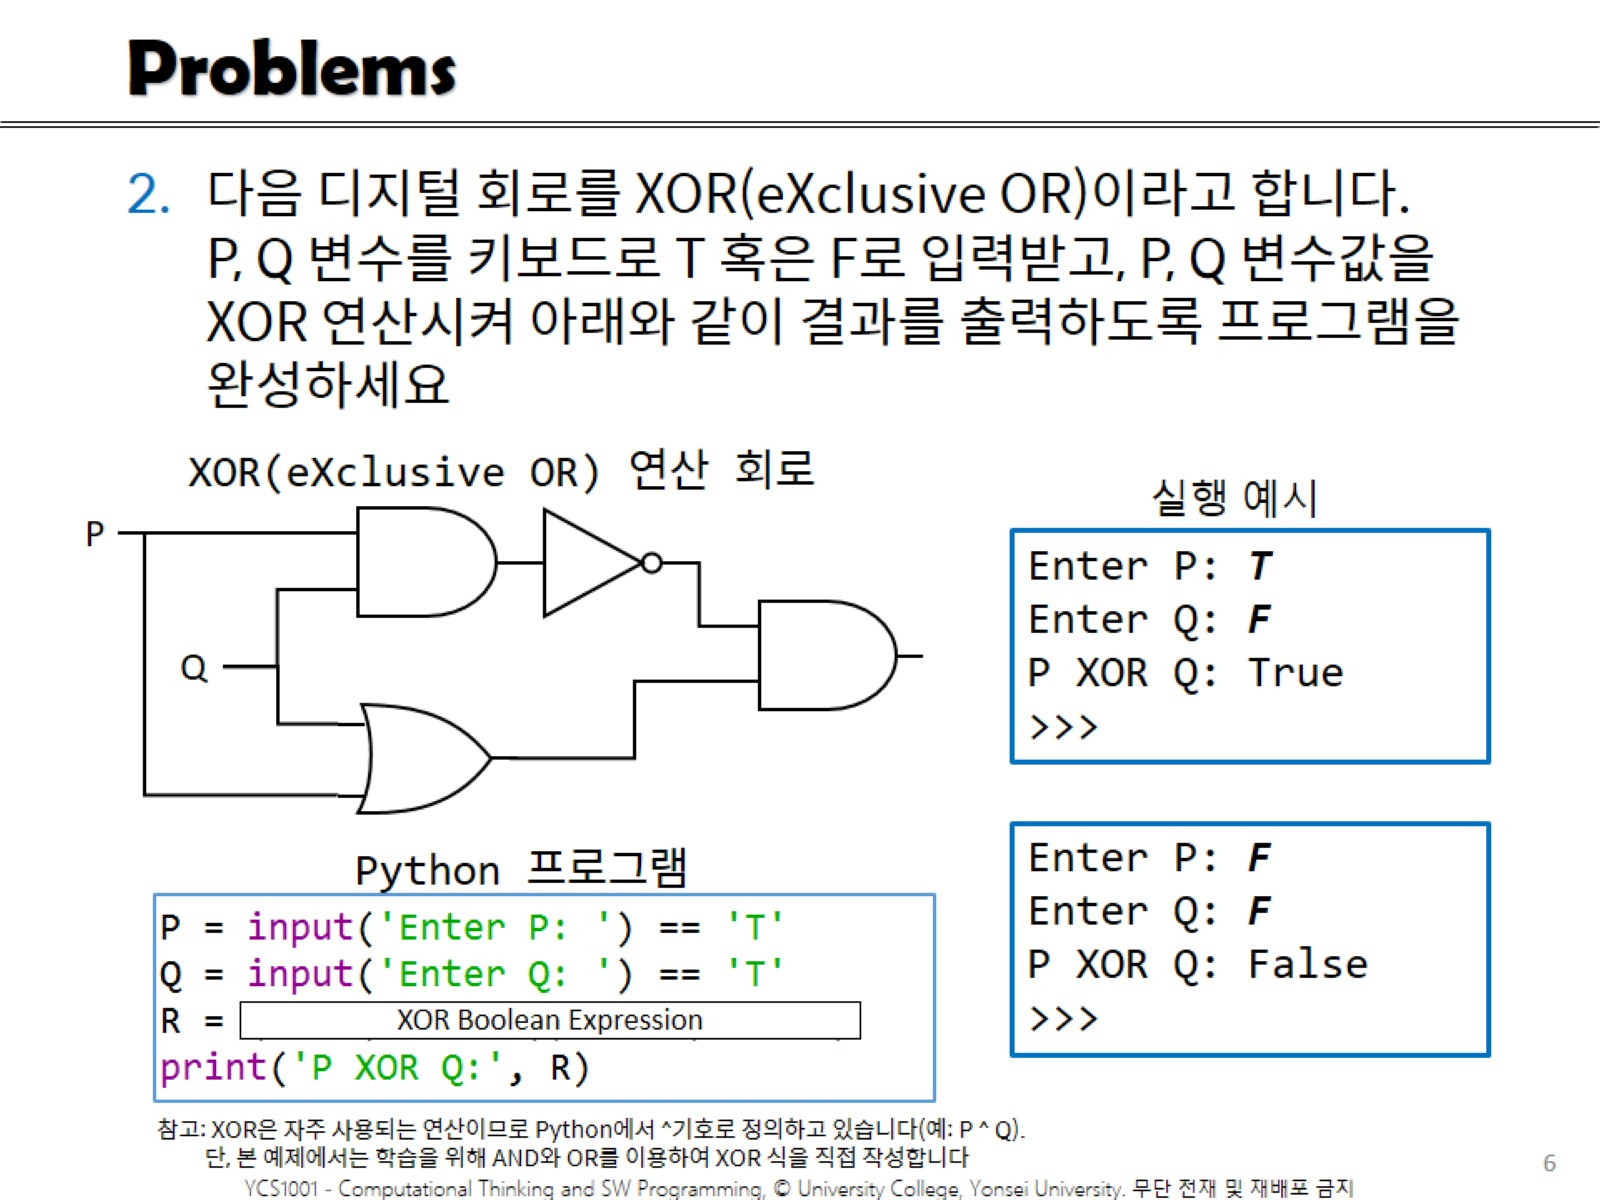 Problems
2. 다음 디지털 회로를 XOR(eXclusive OR)이라고 합니다.
P, Q 변수를 키보드로 T 혹은 F로 입력받고, P, Q 변수값을
XOR 연산시켜 아래와 같이 결과를 출력하도록 프로그램을
완성하세요
XOR(eXclusive OR) 연산 회로
P
Q
실행 예시
Enter P: T
Enter Q: F
P XOR Q: True
>>>
Enter P: F
Enter Q: F
P XOR Q: False
>>>
Python 프로그램
P = input('Enter P: ') == 'T'
Q = input('Enter Q: ') == 'T'
R = XOR Boolean Expression
print('P XOR Q:', R)
참고: XOR은 자주 사용되는 연산이므로 Python에서 ^기호로 정의하고 있습니다(예: P ^ Q).
단, 본 예제에서는 학습을 위해 AND와 OR를 이용하여 XOR 식을 직접 작성합니다
6
YCS1001 - Computational Thinking and SW Programming, © University College, Yonsei University. 무단 전재 및 재배포 금지